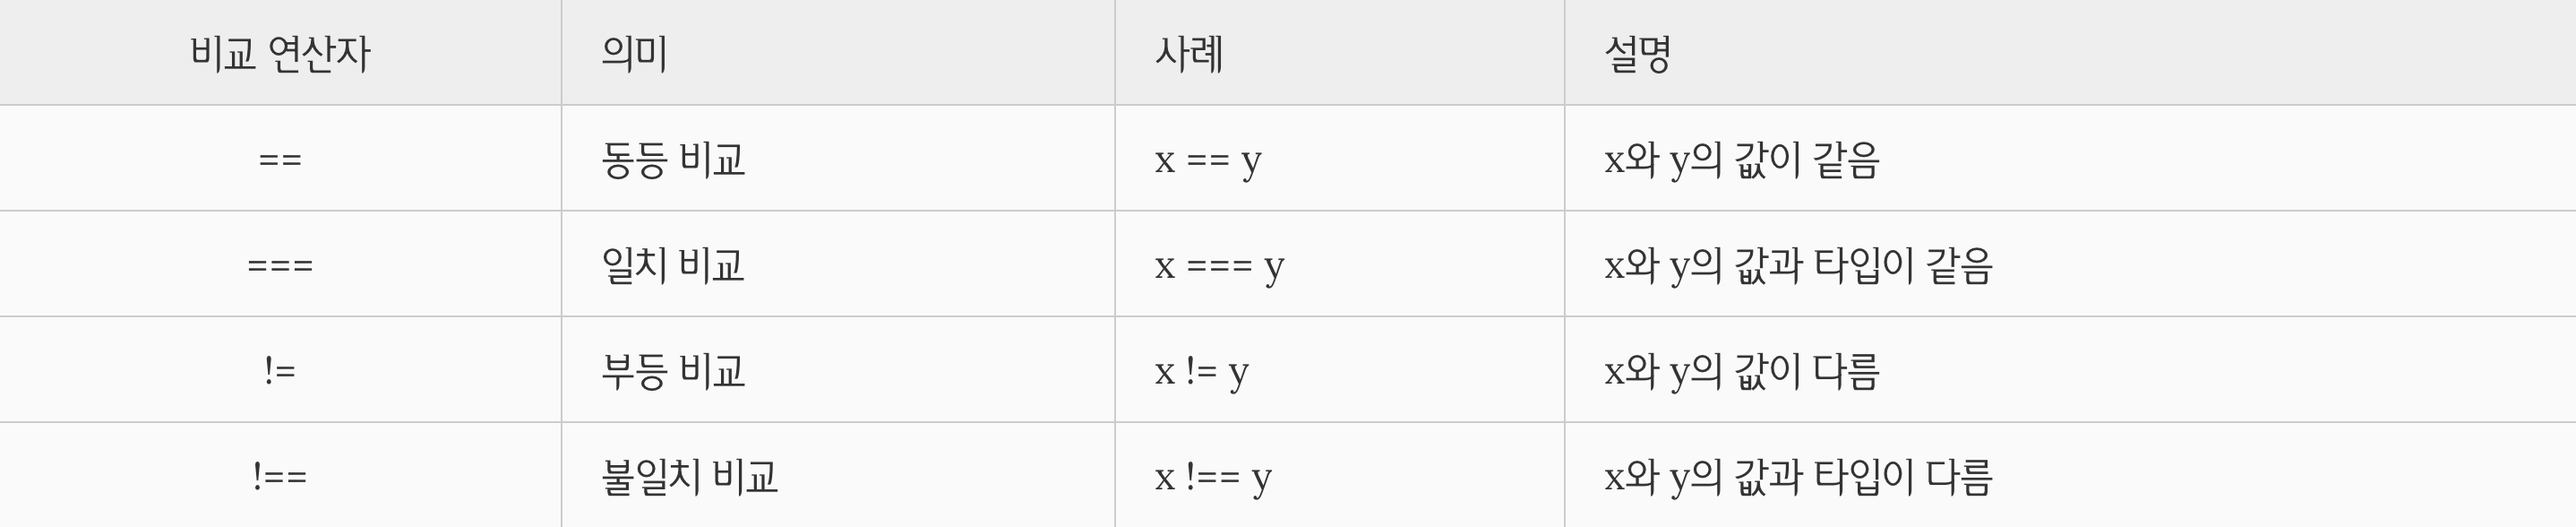 비교 연산자 의미 사례 설명
== 동등 비교 x == y x와 y의 값이 같음
=== 일치 비교 x === y x와 y의 값과 타입이 같음
!= 부등 비교 x != y x와 y의 값이 다름
!== 불일치 비교 x !== y x와 y의 값과 타입이 다름